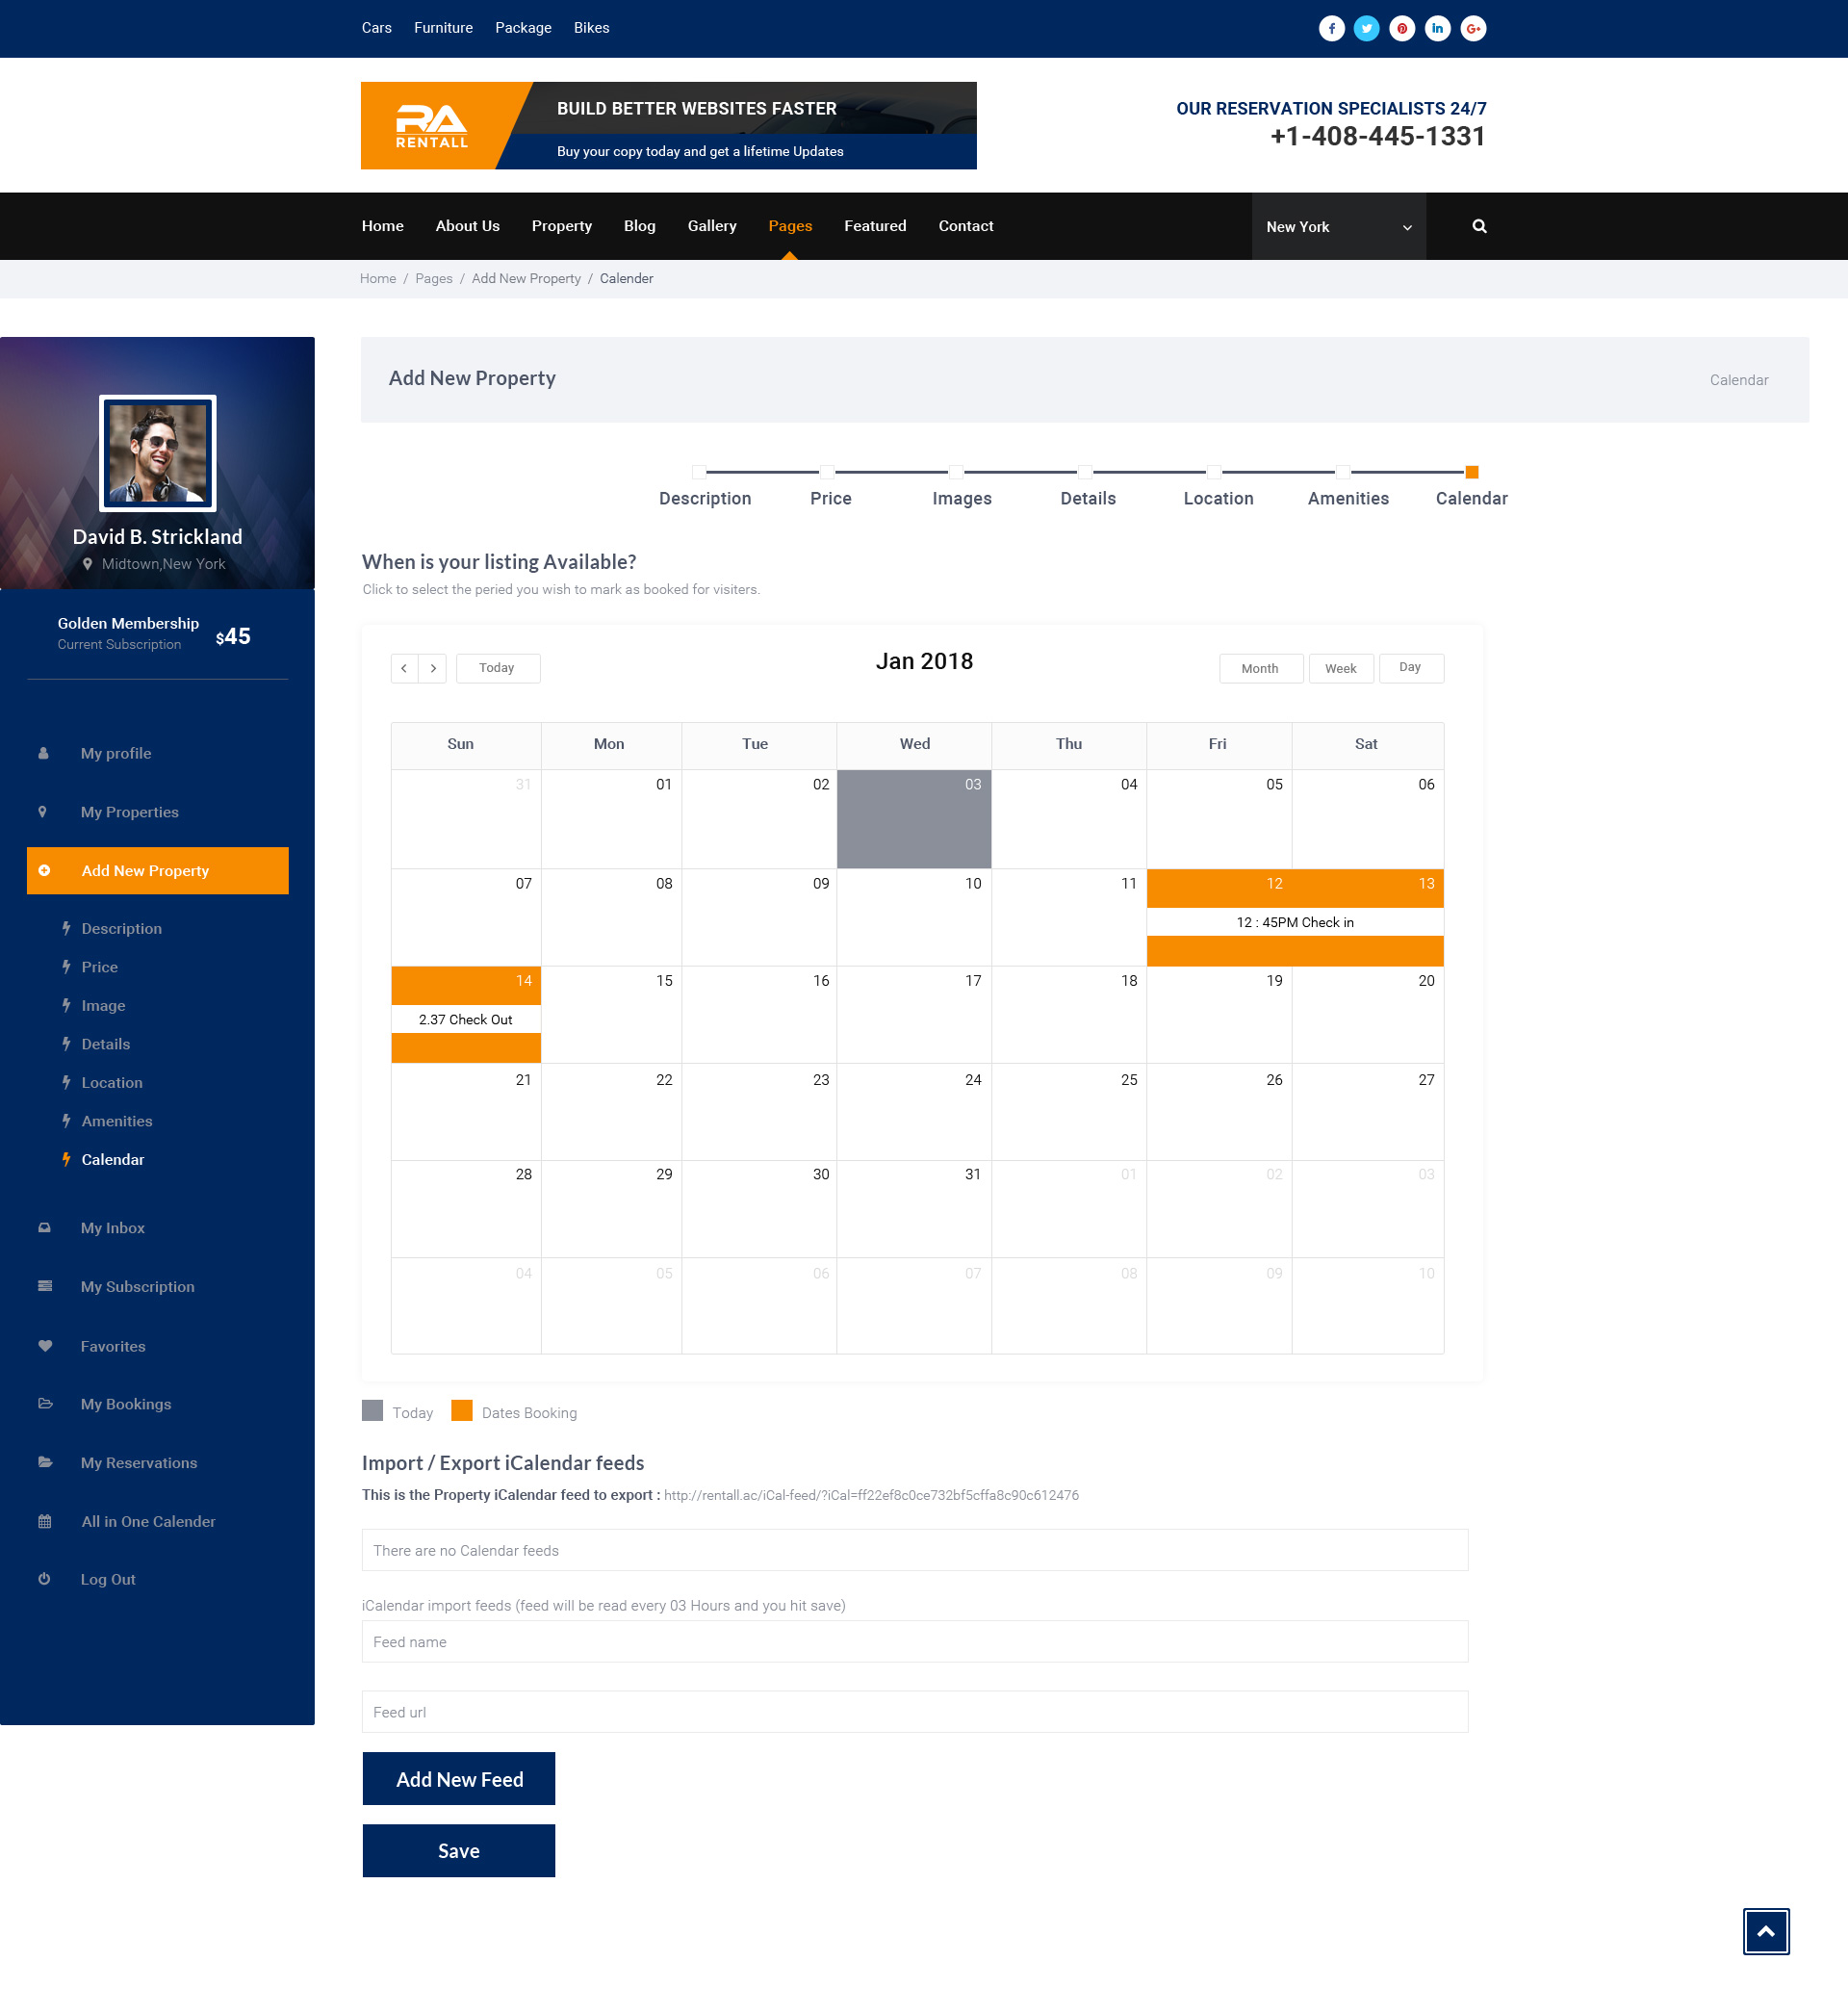 Cars Furniture Package Bikes
RA
RENTALL
BUILD BETTER WEBSITES FASTER
Buy your copy today and get a lifetime Updates
OUR RESERVATION SPECIALISTS 24/7
+1-408-445-1331
Home About Us Property Blog Gallery Pages Featured Contact New York
Home / Pages / Add New Property / Calender
David B. Strickland
Midtown,New York
Golden Membership
Current Subscription
$45
My profile
My Properties
Add New Property
Description
Price
Image
Details
Location
Amenities
Calendar
My Inbox
My Subscription
Favorites
My Bookings
My Reservations
All in One Calender
Log Out
Add New Property Calendar
Description Price Images Details Location Amenities Calendar
When is your listing Available?
Click to select the peried you wish to mark as booked for visiters.
Today Jan 2018 Month Week Day
Sun Mon Tue Wed Thu Fri Sat
31 01 02 03 04 05 06
07 08 09 10 11 12 13
12 : 45PM Check in
14 15 16 17 18 19 20
2.37 Check Out
21 22 23 24 25 26 27
28 29 30 31 01 02 03
04 05 06 07 08 09 10
Today Dates Booking
Import / Export iCalendar feeds
This is the Property iCalendar feed to export : http://rentall.ac/iCal-feed/?iCal=ff22ef8c0ce732bf5cffa8c90c612476
There are no Calendar feeds
iCalendar import feeds (feed will be read every 03 Hours and you hit save)
Feed name
Feed url
Add New Feed
Save